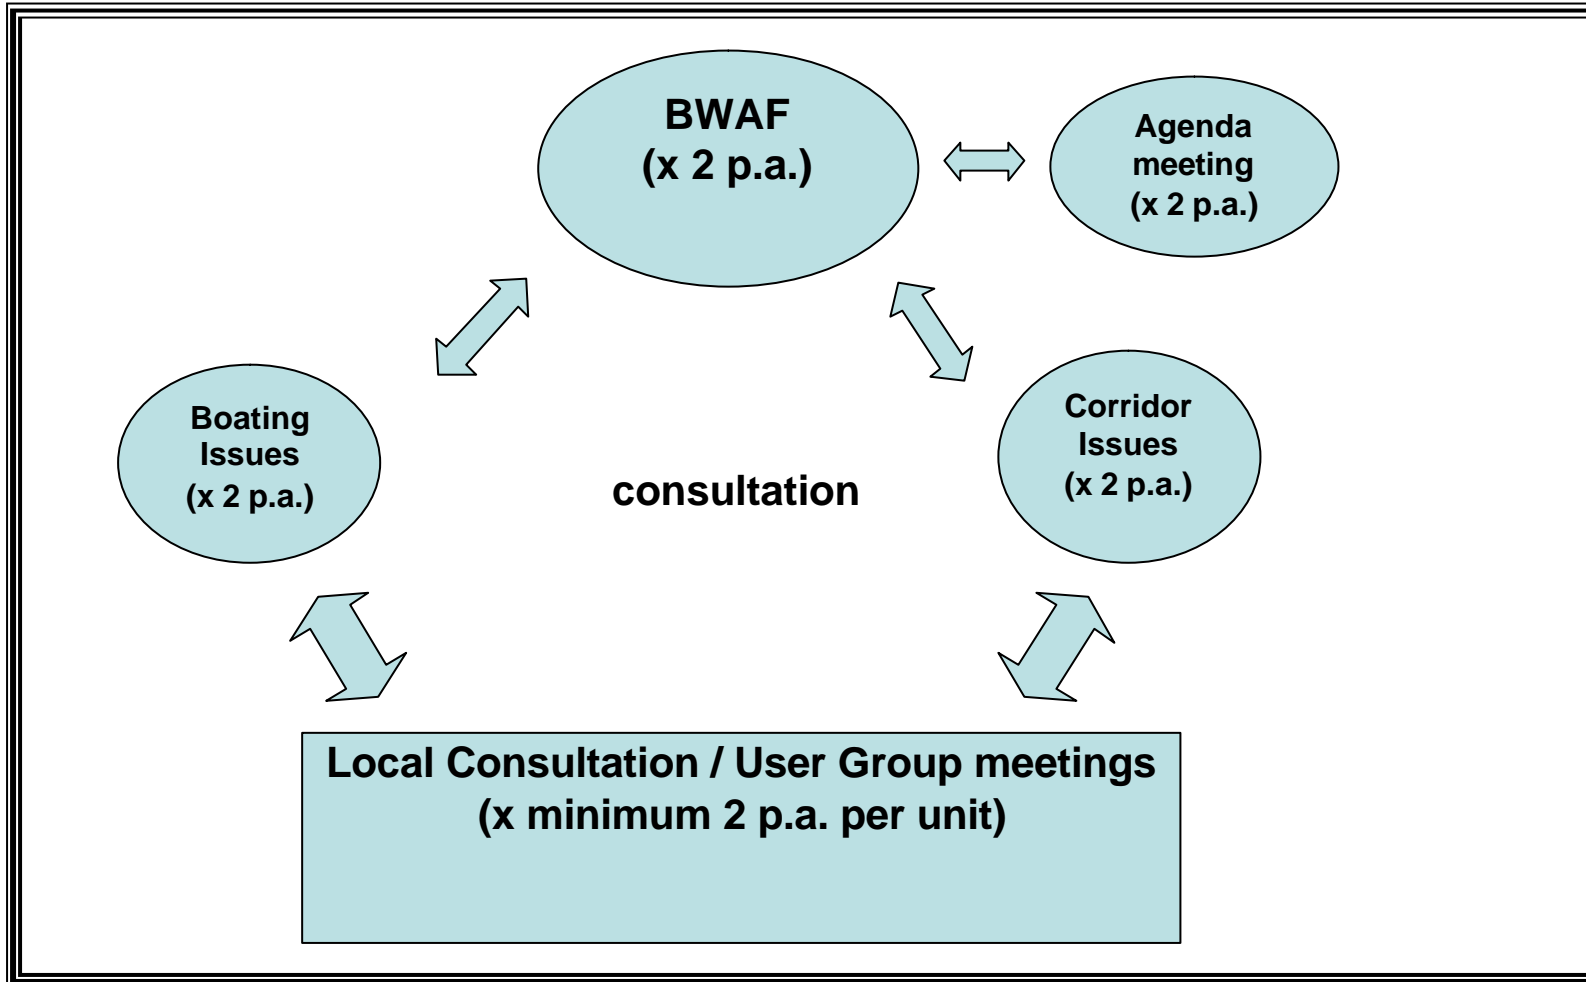 BWAF
(x 2 p.a.)
Agenda
meeting
(x 2 p.a.)
Boating
Issues
(x 2 p.a.)
Corridor
Issues
(x 2 p.a.)
consultation
Local Consultation / User Group meetings
(x minimum 2 p.a. per unit)